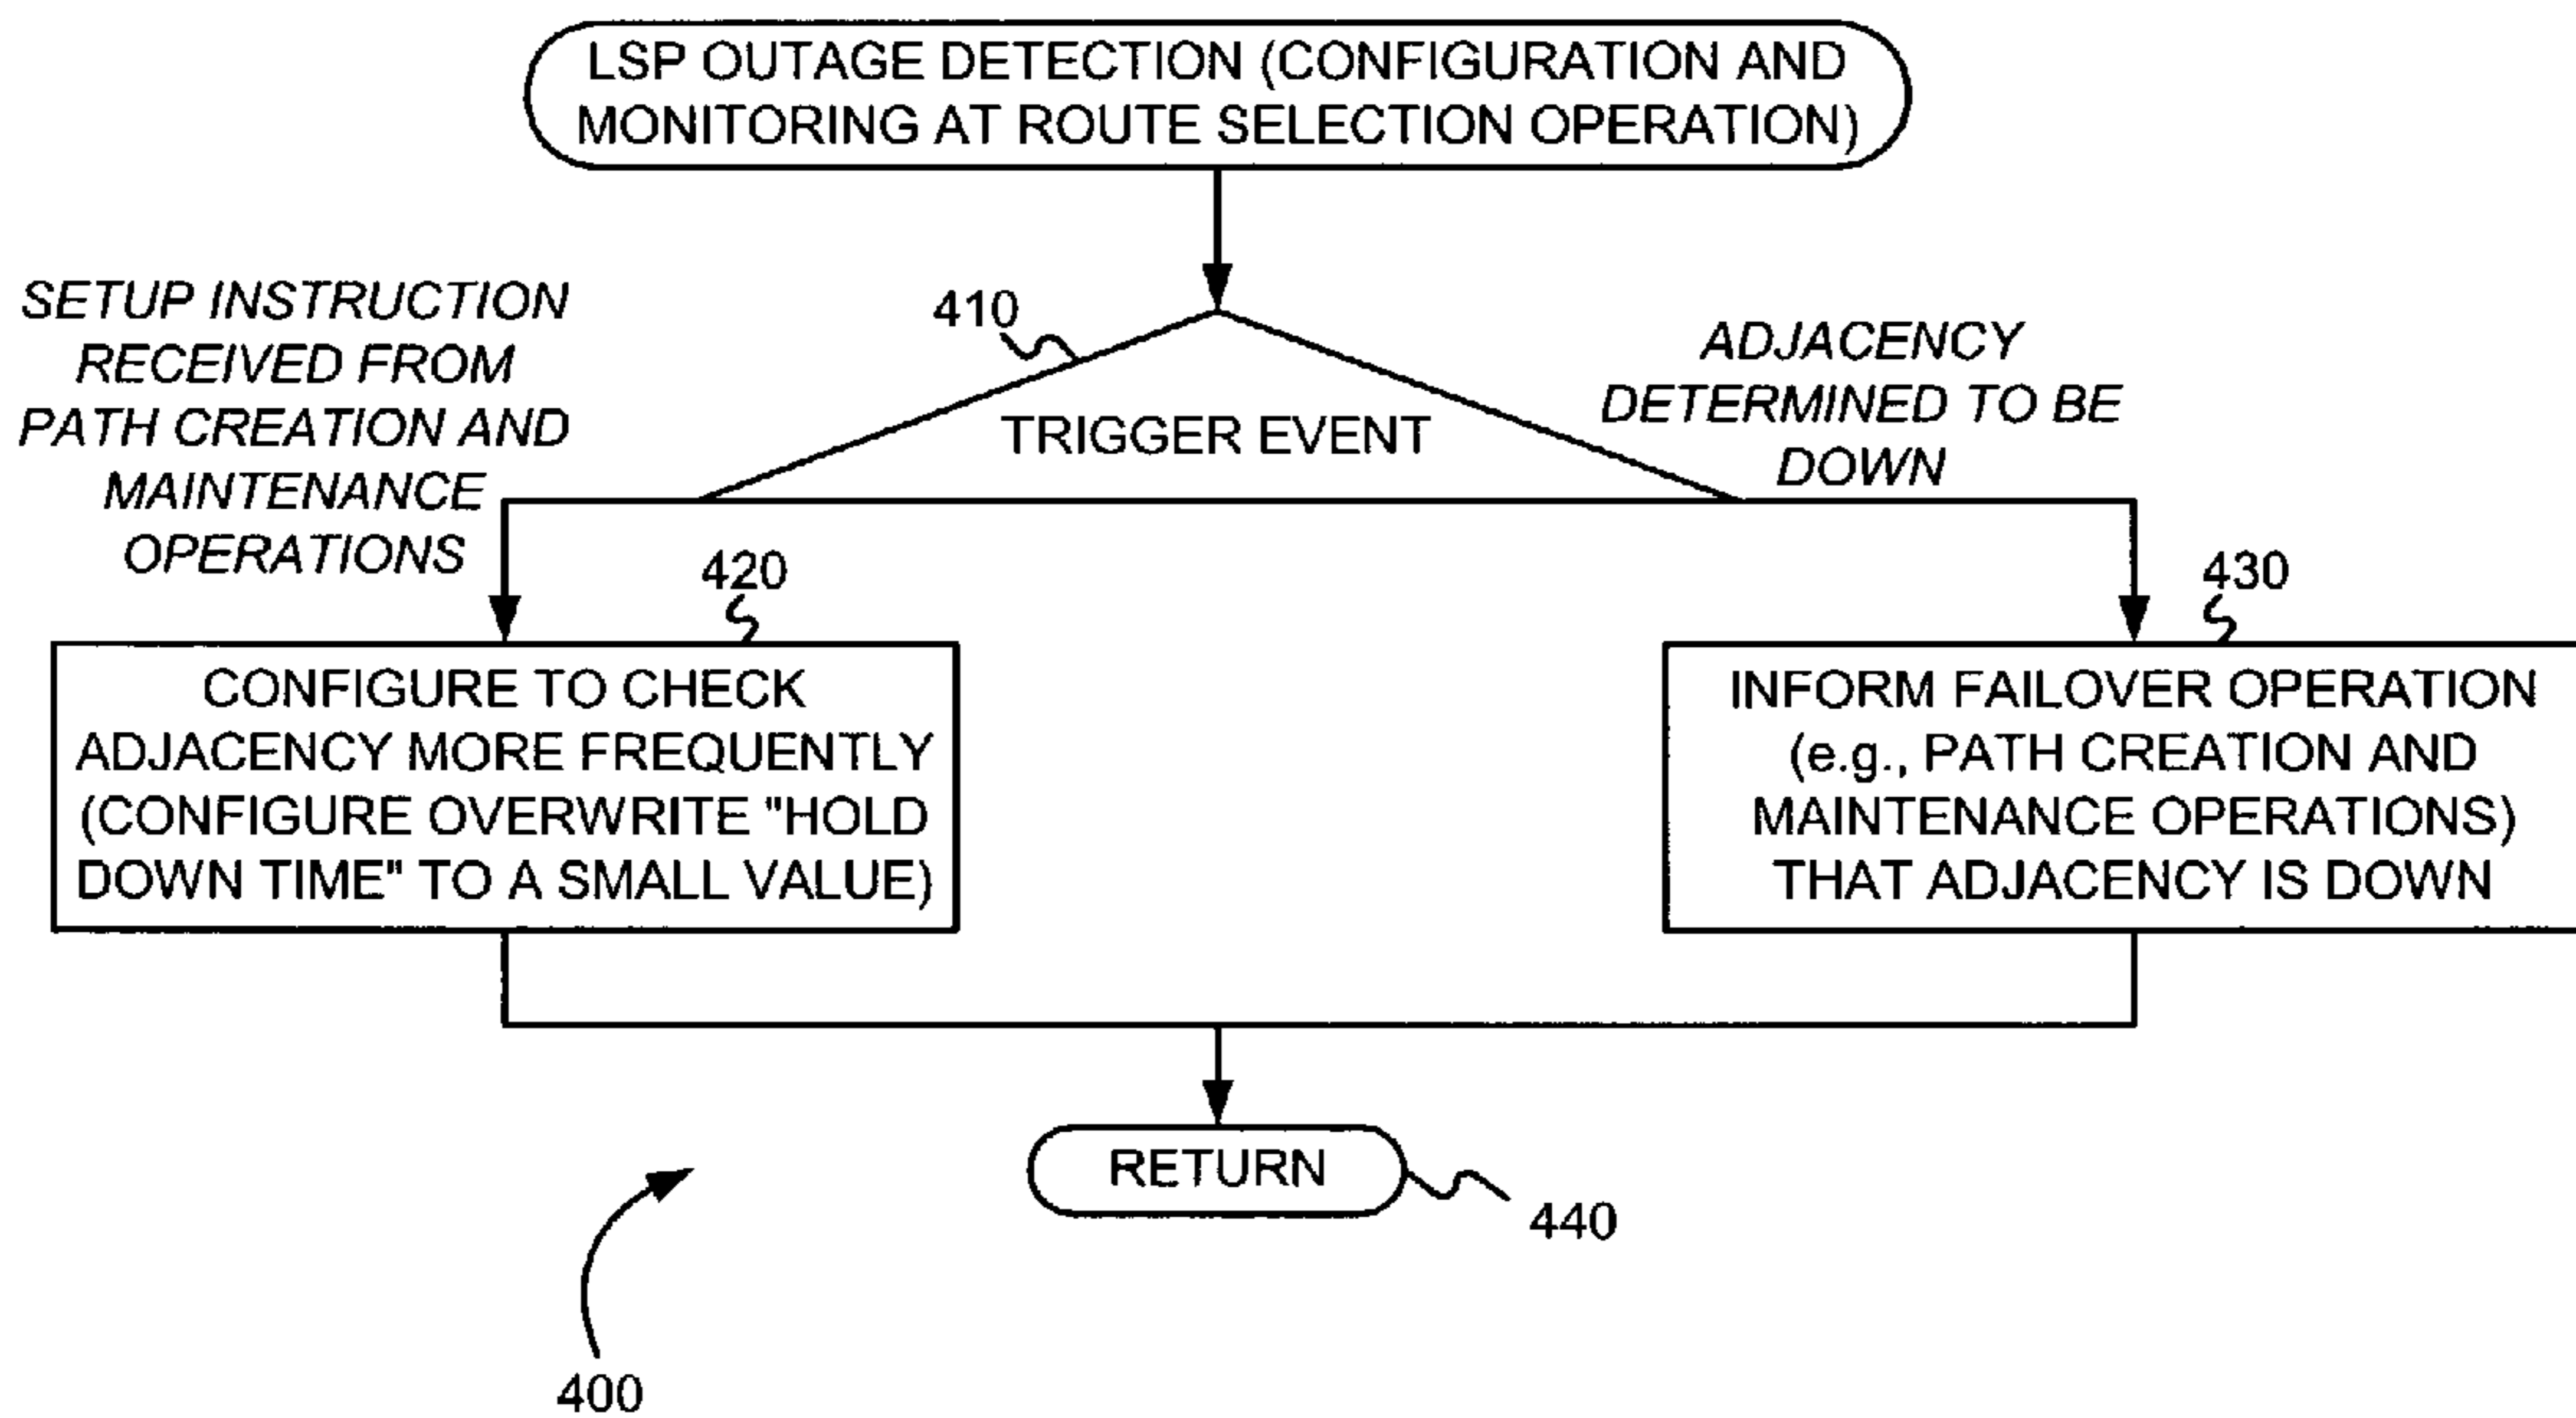 LSP OUTAGE DETECTION (CONFIGURATION AND
MONITORING AT ROUTE SELECTION OPERATION)
SETUP INSTRUCTION
RECEIVED FROM
PATH CREATION AND
MAINTENANCE
OPERATIONS
410
TRIGGER EVENT
ADJACENCY
DETERMINED TO BE
DOWN
420
CONFIGURE TO CHECK
ADJACENCY MORE FREQUENTLY
(CONFIGURE OVERWRITE "HOLD
DOWN TIME" TO A SMALL VALUE)
430
INFORM FAILOVER OPERATION
(e.g., PATH CREATION AND
MAINTENANCE OPERATIONS)
THAT ADJACENCY IS DOWN
RETURN
440
400